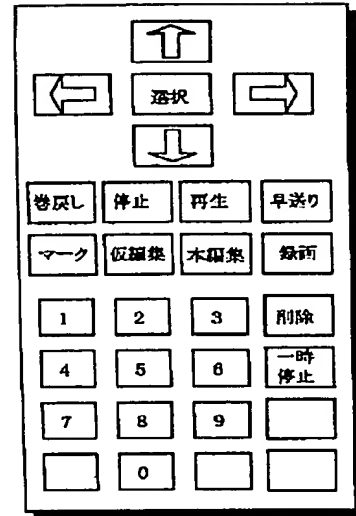 選択
巻戻し 停止 再生 早送り
マーク 仮編集 本編集 録画
1 2 3 削除
4 5 6 一時
停止
7 8 9
0